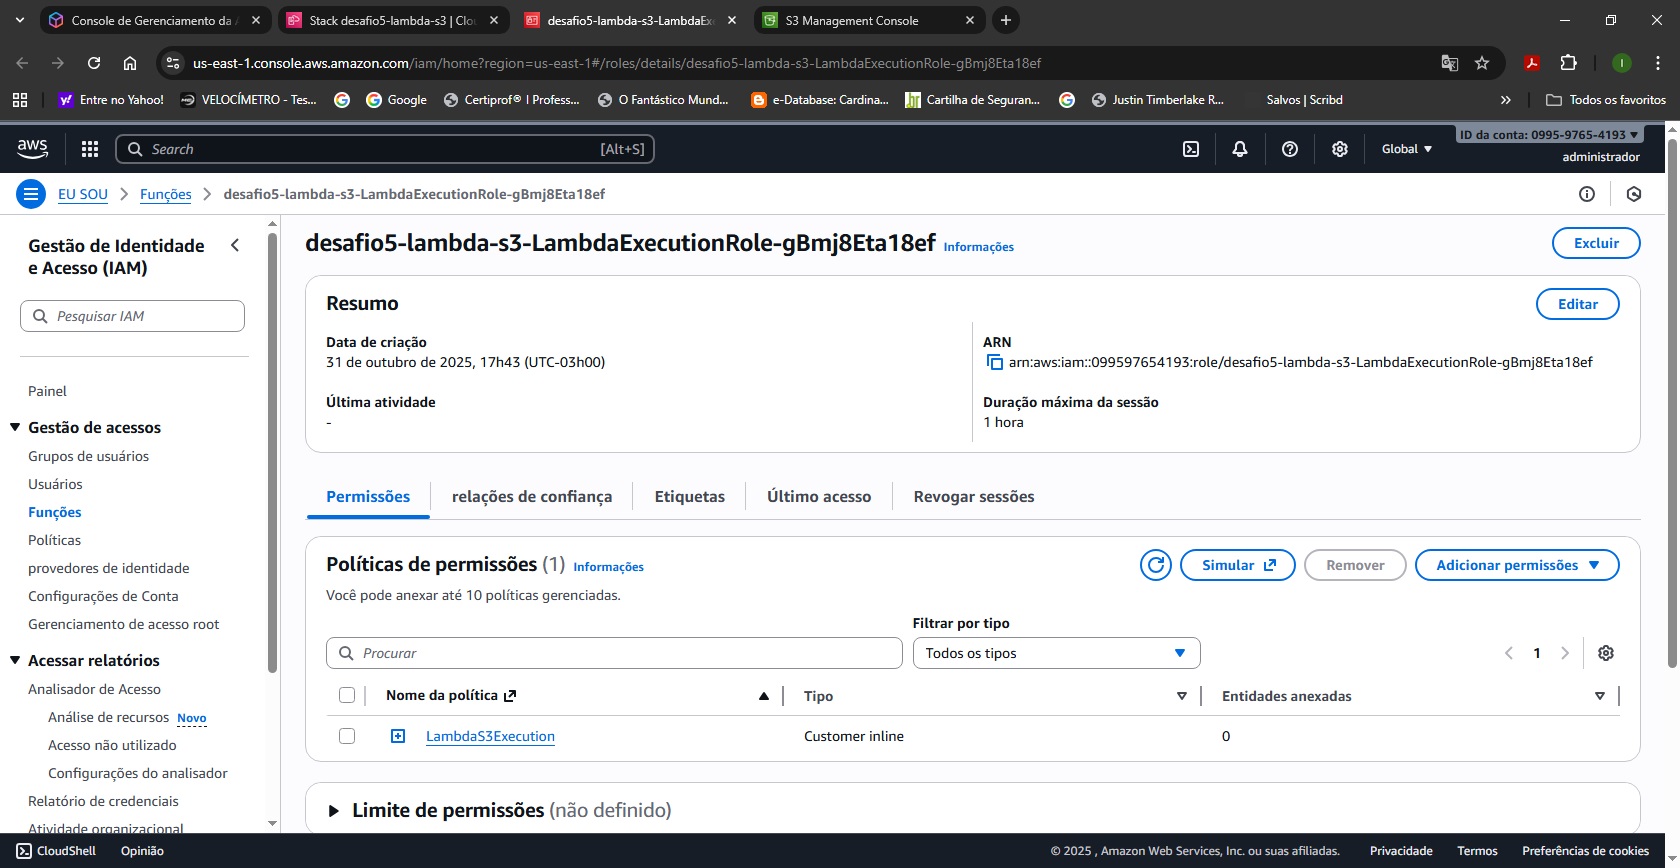 Console de Gerenciamento da A
Stack desafio5-lambda-s3 | Clou
desafio5-lambda-s3-LambdaExe
S3 Management Console
us-east-1.console.aws.amazon.com/iam/home?region=us-east-1#/roles/details/desafio5-lambda-s3-LambdaExecutionRole-gBmj8Eta18ef
I
Entre no Yahoo!
VELOCÍMETRO - Tes...
Google
Certiprof® I Profess...
O Fantástico Mund...
e-Database: Cardina...
Cartilha de Seguran...
Justin Timberlake R...
Salvos | Scribd
Todos os favoritos
aws
Search
[Alt+S]
Global
ID da conta: 0995-9765-4193
administrador
EU SOU
Funções
desafio5-lambda-s3-LambdaExecutionRole-gBmj8Eta18ef
Gestão de Identidade
e Acesso (IAM)
Pesquisar IAM
Painel
Gestão de acessos
Grupos de usuários
Usuários
Funções
Políticas
provedores de identidade
Configurações de Conta
Gerenciamento de acesso root
Acessar relatórios
Analisador de Acesso
Análise de recursos Novo
Acesso não utilizado
Configurações do analisador
Relatório de credenciais
Atividade organizacional
desafio5-lambda-s3-LambdaExecutionRole-gBmj8Eta18ef Informações
Excluir
Resumo
Editar
Data de criação
31 de outubro de 2025, 17h43 (UTC-03h00)
ARN
arn:aws:iam::099597654193:role/desafio5-lambda-s3-LambdaExecutionRole-gBmj8Eta18ef
Última atividade
-
Duração máxima da sessão
1 hora
Permissões
relações de confiança
Etiquetas
Último acesso
Revogar sessões
Políticas de permissões (1) Informações
Simular
Remover
Adicionar permissões
Você pode anexar até 10 políticas gerenciadas.
Filtrar por tipo
Procurar
Todos os tipos
1
Nome da política
Tipo
Entidades anexadas
LambdaS3Execution
Customer inline
0
Limite de permissões (não definido)
CloudShell
Opinião
© 2025 , Amazon Web Services, Inc. ou suas afiliadas.
Privacidade
Termos
Preferências de cookies